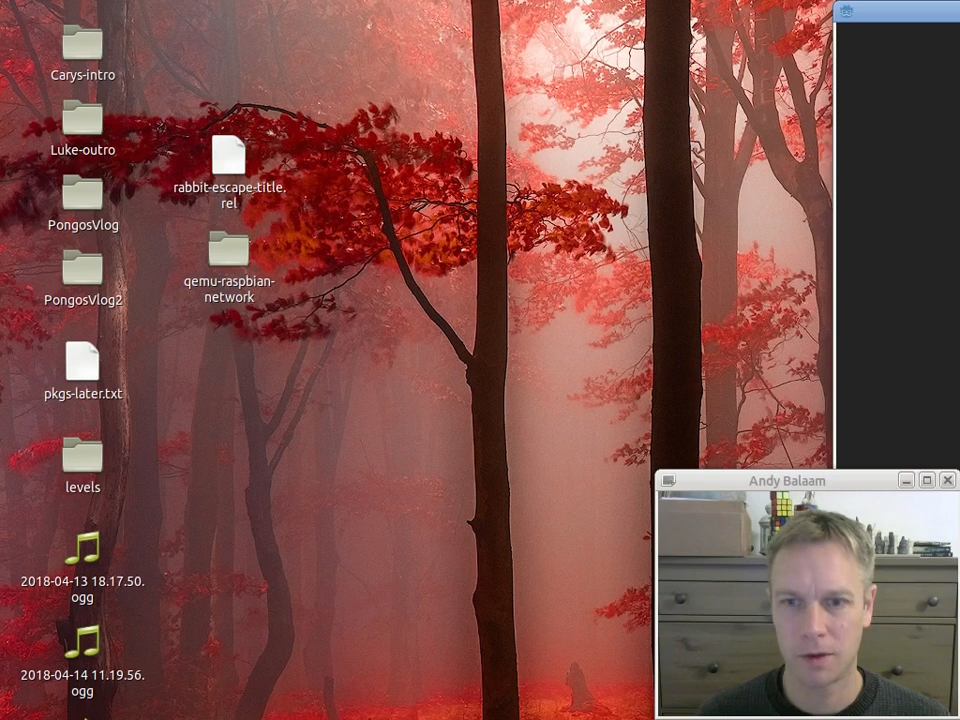 Carys-intro
Luke-outro
PongosVlog
PongosVlog2
pkgs-later.txt
levels
2018-04-13 18.17.50.
ogg
2018-04-14 11.19.56.
ogg
rabbit-escape-title.
rel
qemu-raspbian-
network
Andy Balaam